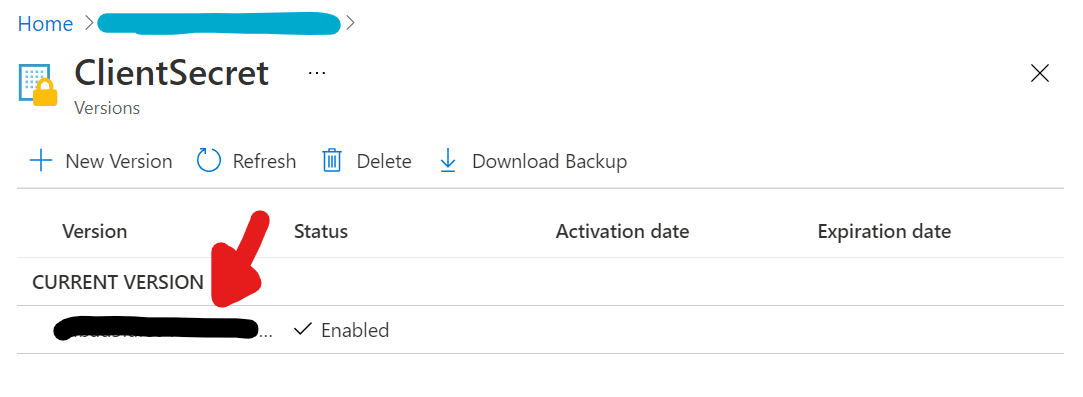 Home
ClientSecret ...
Versions
New Version Refresh Delete Download Backup
Version Status Activation date Expiration date
CURRENT VERSION
... Enabled